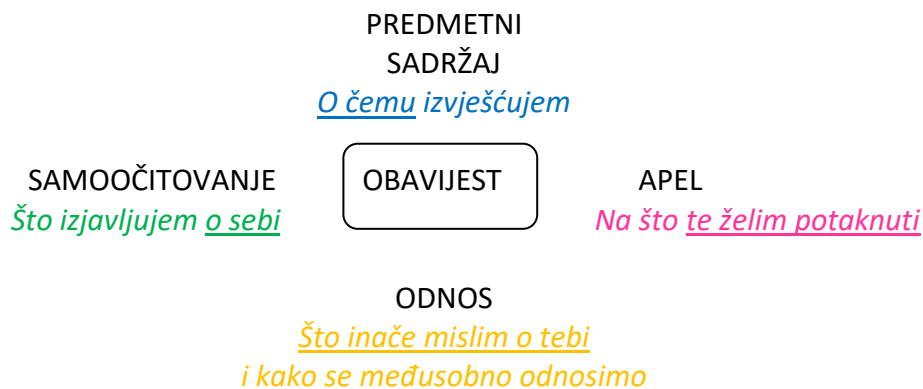 PREDMETNI
SADRŽAJ
O čemu izvješćujem
SAMOOČITOVANJE
Što izjavljujem o sebi
OBAVIJEST
APEL
Na što te želim potaknuti
ODNOS
Što inače mislim o tebi
i kako se međusobno odnosimo